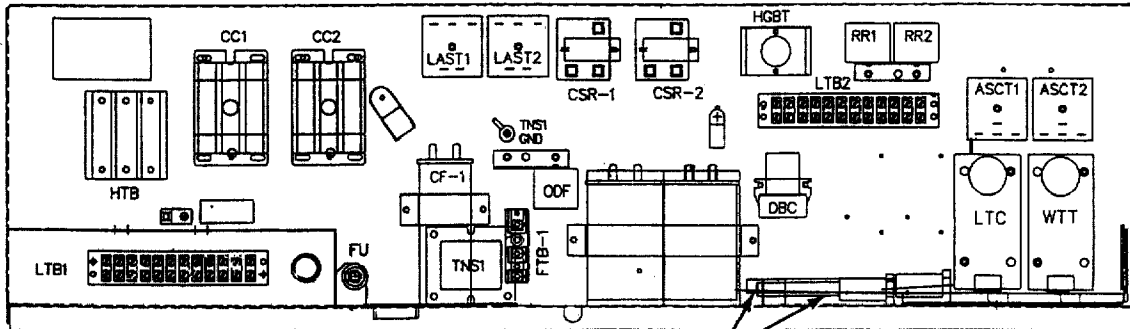 CC1
CC2
LAST1
LAST2
CSR-1
CSR-2
HGBT
RR1
RR2
LTB2
ASCT1
ASCT2
HTB
TNS1
GND
CF-1
ODF
DBC
LTC
WTT
LTB1
FU
TNS1
FTB-1